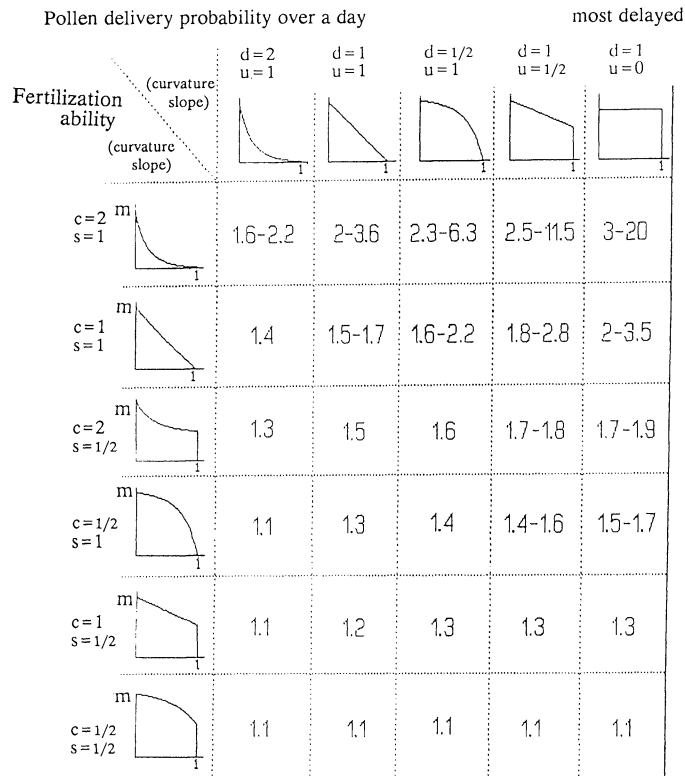 Pollen delivery probability over a day most delayed
d=2 d=1 d=1/2 d=1 d=1
u=1 u=1 u=1 u=1/2 u=0
(curvature
slope)
Fertilization
ability
(curvature
slope)
1 1 1 1 1
c=2
s=1
m
1
1.6-2.2 2-3.6 2.3-6.3 2.5-11.5 3-20
c=1
s=1
m
1
1.4 1.5-1.7 1.6-2.2 1.8-2.8 2-3.5
c=2
s=1/2
m
1
1.3 1.5 1.6 1.7-1.8 1.7-1.9
c=1/2
s=1
m
1
1.1 1.3 1.4 1.4-1.6 1.5-1.7
c=1
s=1/2
m
1
1.1 1.2 1.3 1.3 1.3
c=1/2
s=1/2
m
1
1.1 1.1 1.1 1.1 1.1